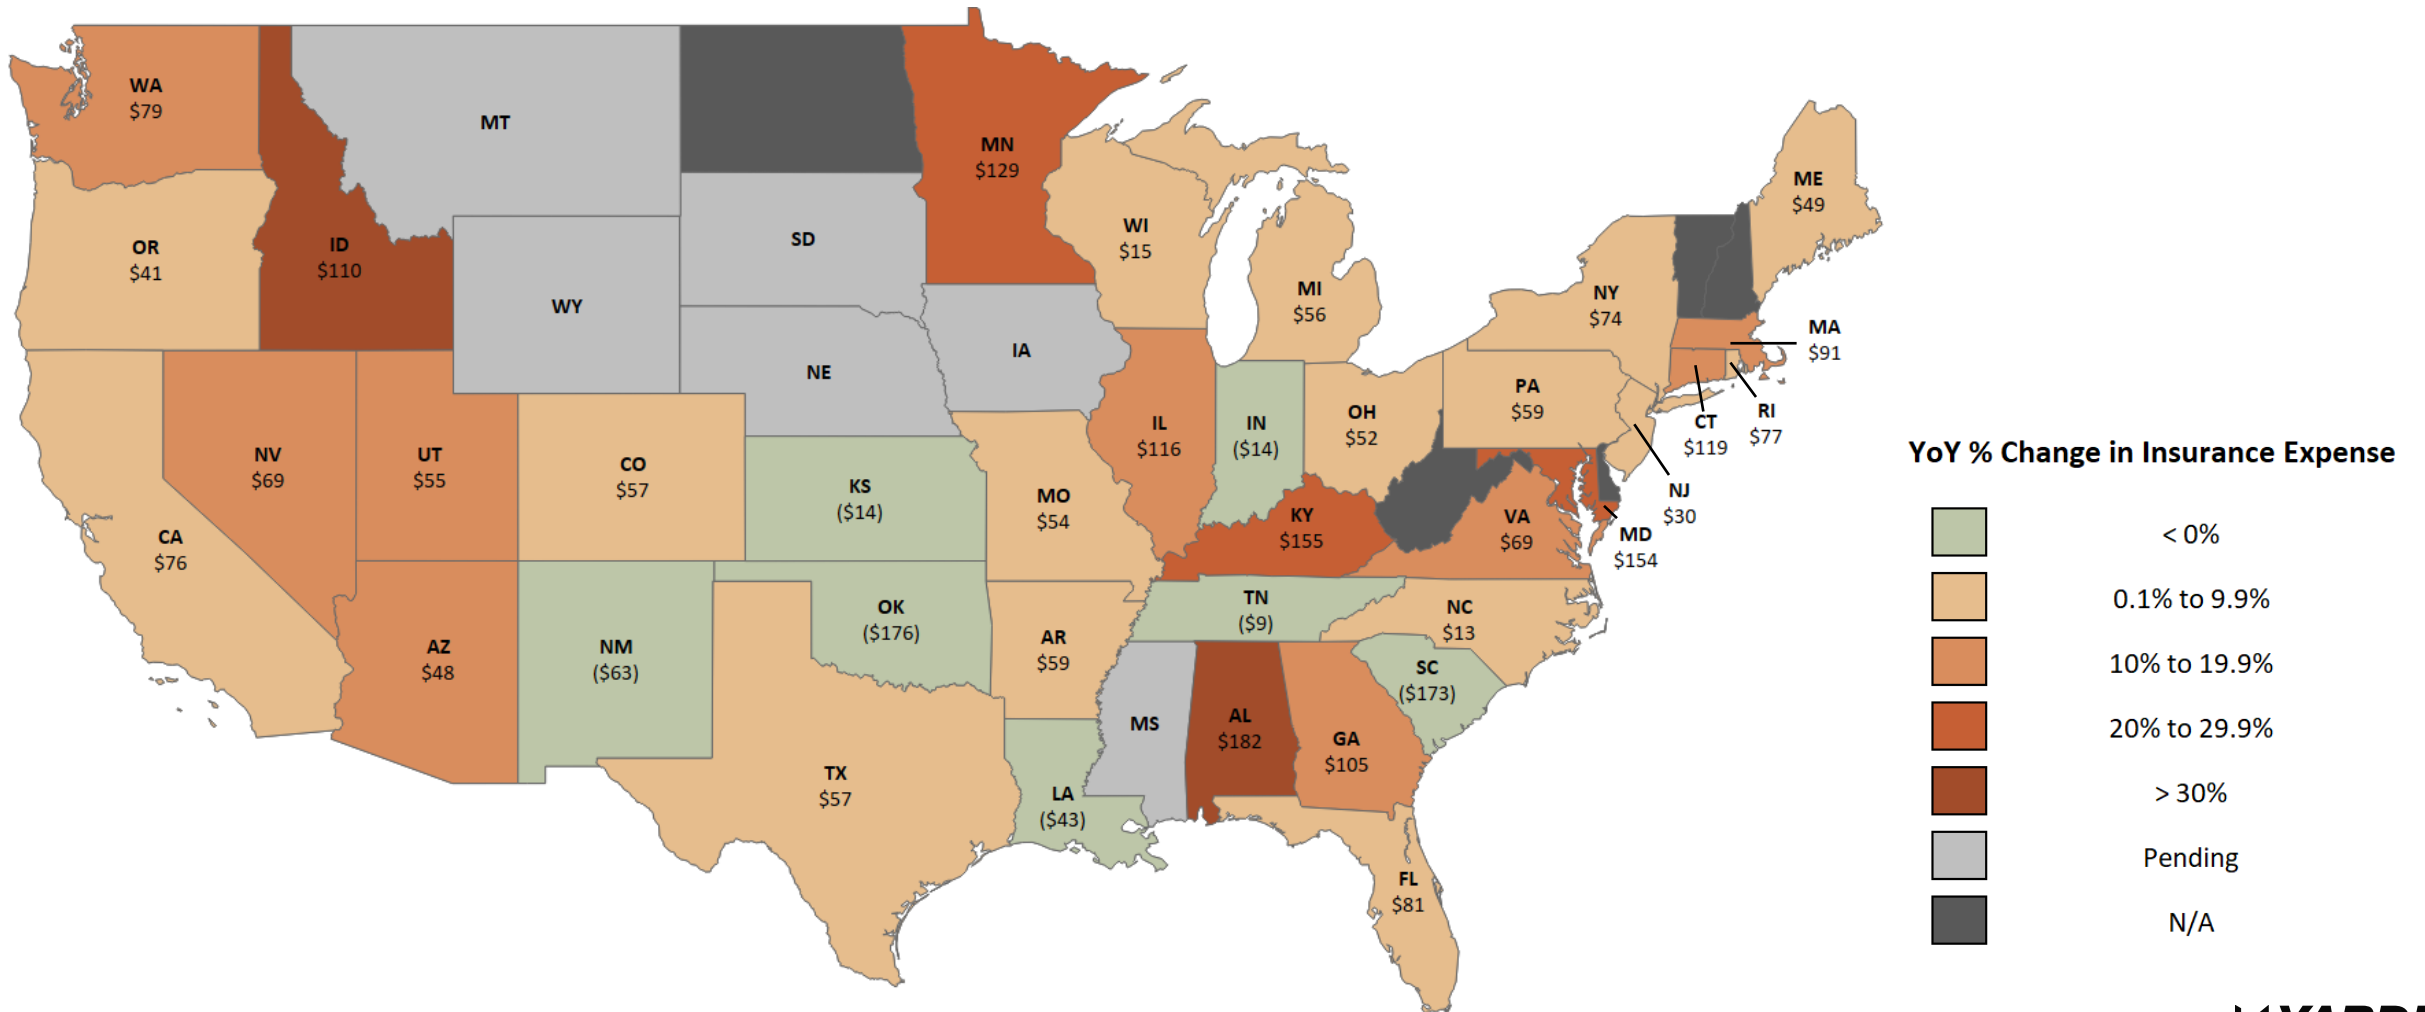 WA
$79
OR
$41
CA
$76
ID
$110
NV
$69
UT
$55
AZ
$48
MT
WY
CO
$57
NM
($63)
SD
NE
KS
($14)
OK
($176)
TX
$57
MN
$129
IA
MO
$54
AR
$59
LA
($43)
WI
$15
IL
$116
MS
MI
$56
IN
($14)
OH
$52
KY
$155
TN
($9)
AL
$182
GA
$105
FL
$81
SC
($173)
NC
$13
VA
$69
PA
$59
NY
$74
ME
$49
MA
$91
RI
$77
CT
$119
NJ
$30
MD
$154
YoY % Change in Insurance Expense
< 0%
0.1% to 9.9%
10% to 19.9%
20% to 29.9%
> 30%
Pending
N/A